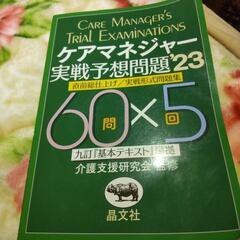 CARE MANAGER'S
TRIAL EXAMINATIONS
ケアマネジャー
実戦予想問題'23
直前総仕上げ/実戦形式問題集
60問×5回
九訂『基本テキスト』準拠
介護支援研究会 監修
晶文社